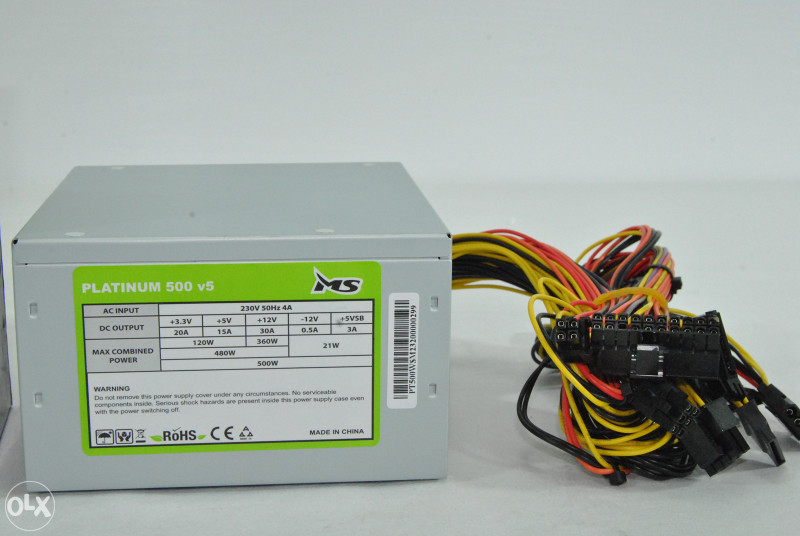 PLATINUM 500 v5
MS
AC INPUT 230V 50Hz 4A
DC OUTPUT +3.3V +5V +12V -12V +5VSB
20A 15A 30A 0.5A 3A
MAX COMBINED POWER 120W 360W 21W
480W
500W
WARNING
Do not remove this power supply cover under any circumstances. No serviceable
components inside. Serious shock hazards are present inside this power supply case even
with the power switching off.
RoHS CE
MADE IN CHINA
PT500WSM23200000299
OLX